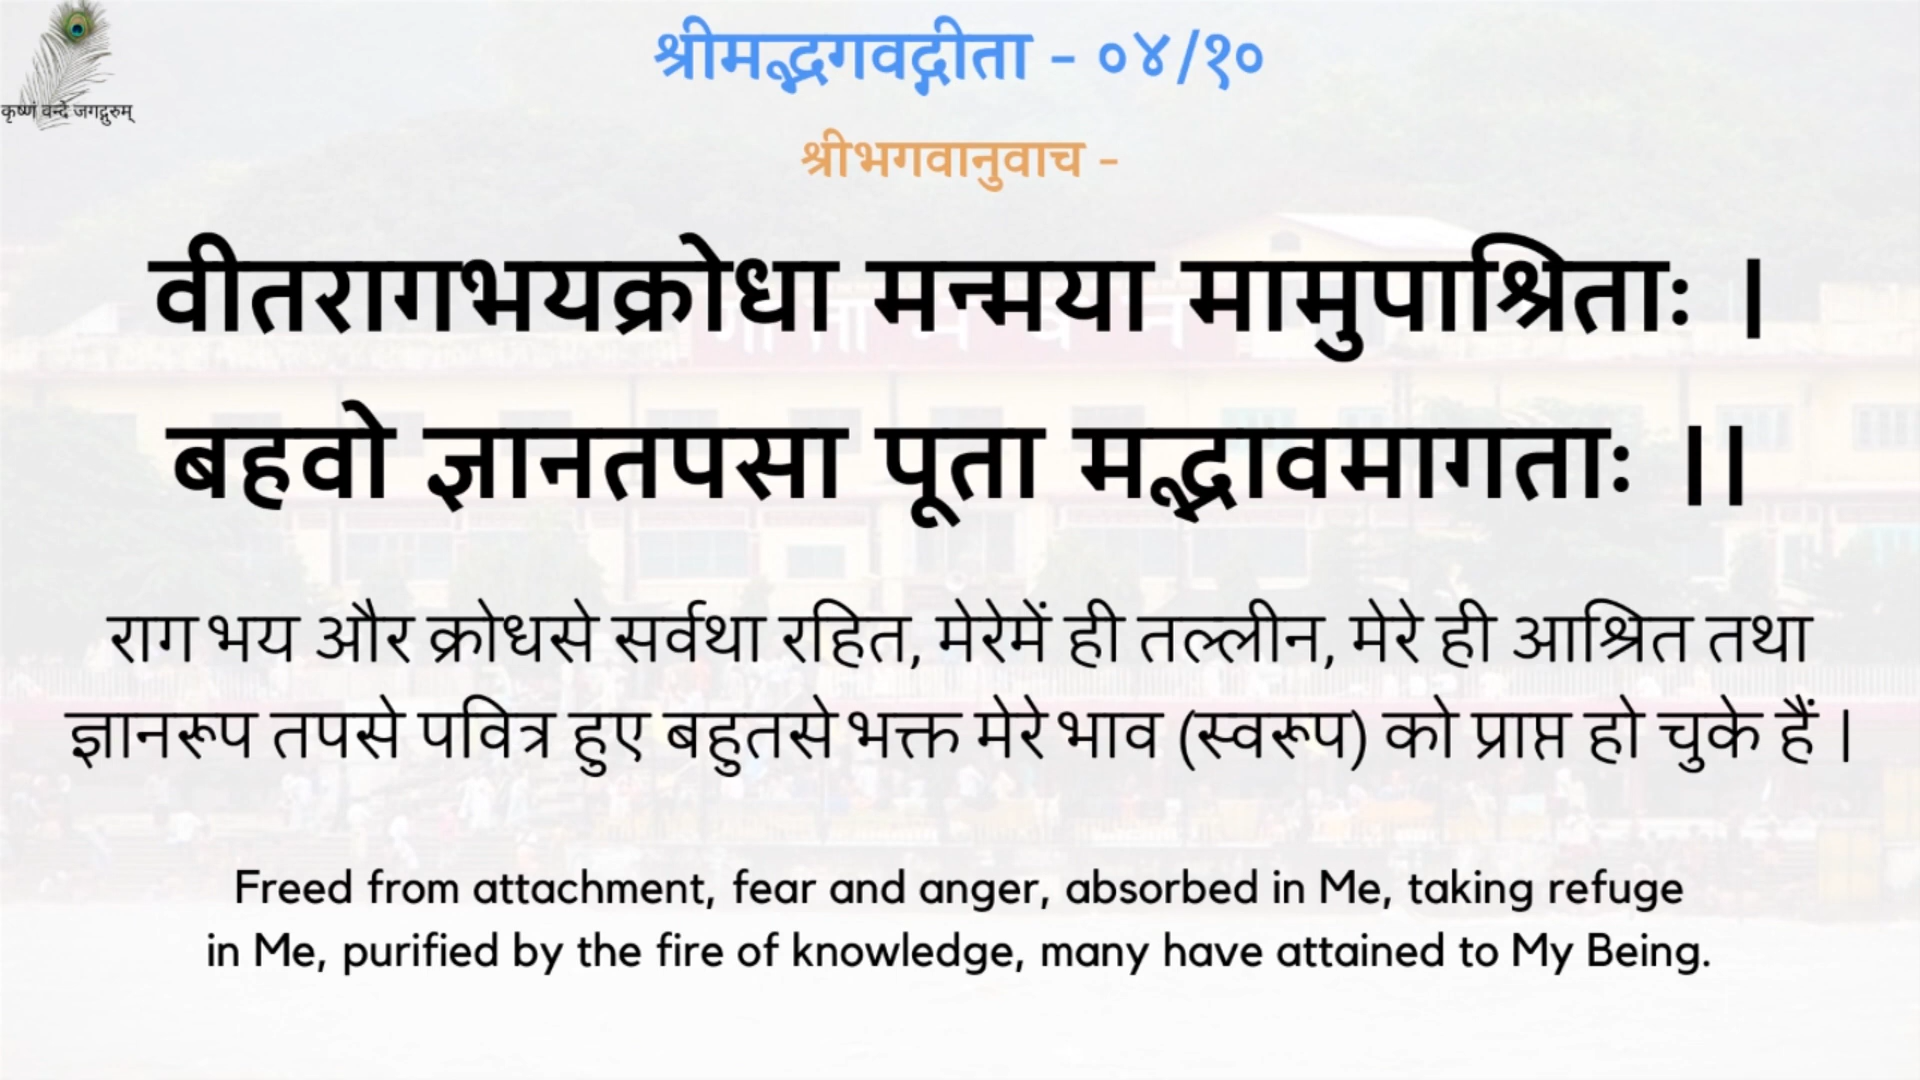 कृष्णं वन्दे जगद्गुरुम्
श्रीमद्भगवद्गीता - ०४/१०
श्रीभगवानुवाच -
वीतरागभयक्रोधा मन्मया मामुपाश्रिताः |
बहवो ज्ञानतपसा पूता मद्भावमागताः ||
राग भय और क्रोधसे सर्वथा रहित, मेरेमें ही तल्लीन, मेरे ही आश्रित तथा
ज्ञानरूप तपसे पवित्र हुए बहुतसे भक्त मेरे भाव (स्वरूप) को प्राप्त हो चुके हैं |
Freed from attachment, fear and anger, absorbed in Me, taking refuge
in Me, purified by the fire of knowledge, many have attained to My Being.